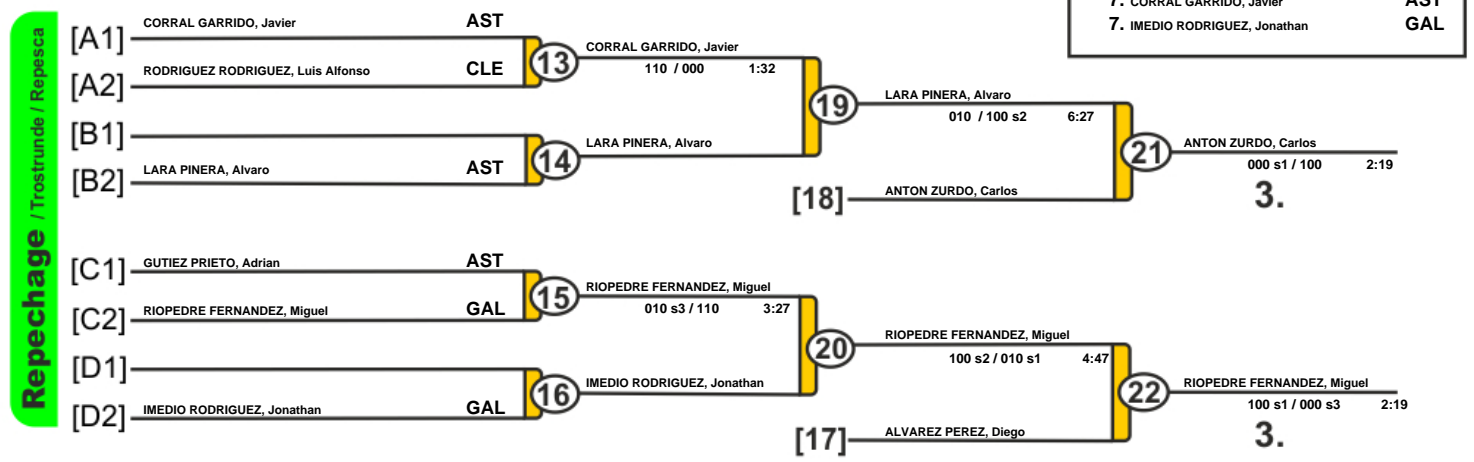 7. CORRAL GARRIDO, Javier AST
7. IMEDIO RODRIGUEZ, Jonathan GAL
Repechage / Trostrunde / Repesca
[A1] CORRAL GARRIDO, Javier AST
[A2] RODRIGUEZ RODRIGUEZ, Luis Alfonso CLE
13 CORRAL GARRIDO, Javier
110 / 000 1:32
[B1]
[B2] LARA PINERA, Alvaro AST
14 LARA PINERA, Alvaro
19 LARA PINERA, Alvaro
010 / 100 s2 6:27
[18] ANTON ZURDO, Carlos
21 ANTON ZURDO, Carlos
000 s1 / 100 2:19
3.
[C1] GUTIEZ PRIETO, Adrian AST
[C2] RIOPEDRE FERNANDEZ, Miguel GAL
15 RIOPEDRE FERNANDEZ, Miguel
010 s3 / 110 3:27
[D1]
[D2] IMEDIO RODRIGUEZ, Jonathan GAL
16 IMEDIO RODRIGUEZ, Jonathan
20 RIOPEDRE FERNANDEZ, Miguel
100 s2 / 010 s1 4:47
[17] ALVAREZ PEREZ, Diego
22 RIOPEDRE FERNANDEZ, Miguel
100 s1 / 000 s3 2:19
3.